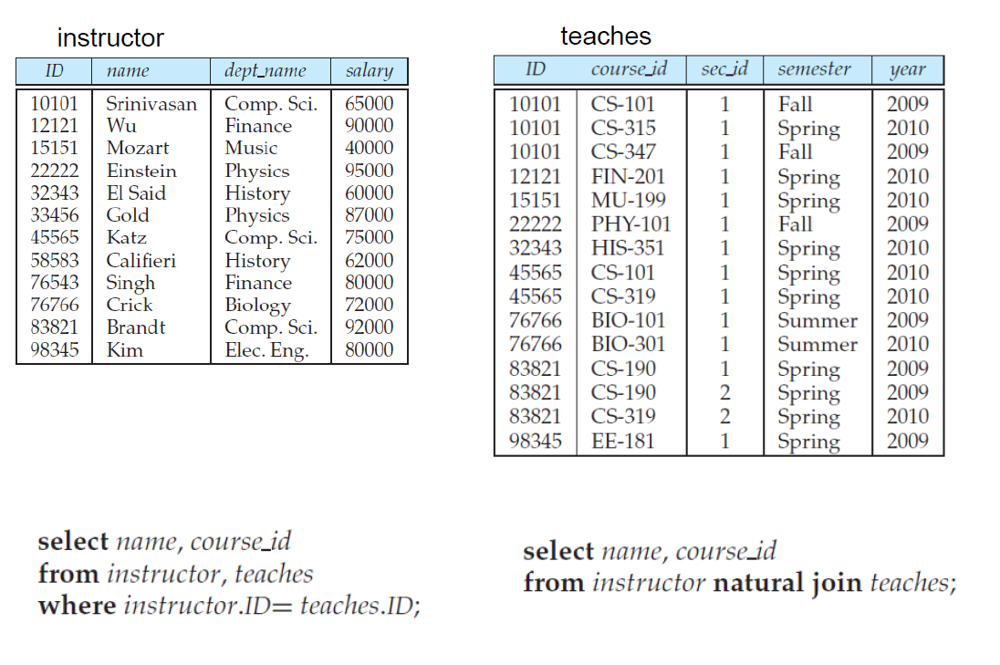 instructor
ID name dept_name salary
10101 Srinivasan Comp. Sci. 65000
12121 Wu Finance 90000
15151 Mozart Music 40000
22222 Einstein Physics 95000
32343 El Said History 60000
33456 Gold Physics 87000
45565 Katz Comp. Sci. 75000
58583 Califieri History 62000
76543 Singh Finance 80000
76766 Crick Biology 72000
83821 Brandt Comp. Sci. 92000
98345 Kim Elec. Eng. 80000
teaches
ID course_id sec_id semester year
10101 CS-101 1 Fall 2009
10101 CS-315 1 Spring 2010
10101 CS-347 1 Fall 2009
12121 FIN-201 1 Spring 2010
15151 MU-199 1 Spring 2010
22222 PHY-101 1 Fall 2009
32343 HIS-351 1 Spring 2010
45565 CS-101 1 Spring 2010
45565 CS-319 1 Spring 2010
76766 BIO-101 1 Summer 2009
76766 BIO-301 1 Summer 2010
83821 CS-190 1 Spring 2009
83821 CS-190 2 Spring 2009
83821 CS-319 2 Spring 2010
98345 EE-181 1 Spring 2009
select name, course_id
from instructor, teaches
where instructor.ID= teaches.ID;
select name, course_id
from instructor natural join teaches;